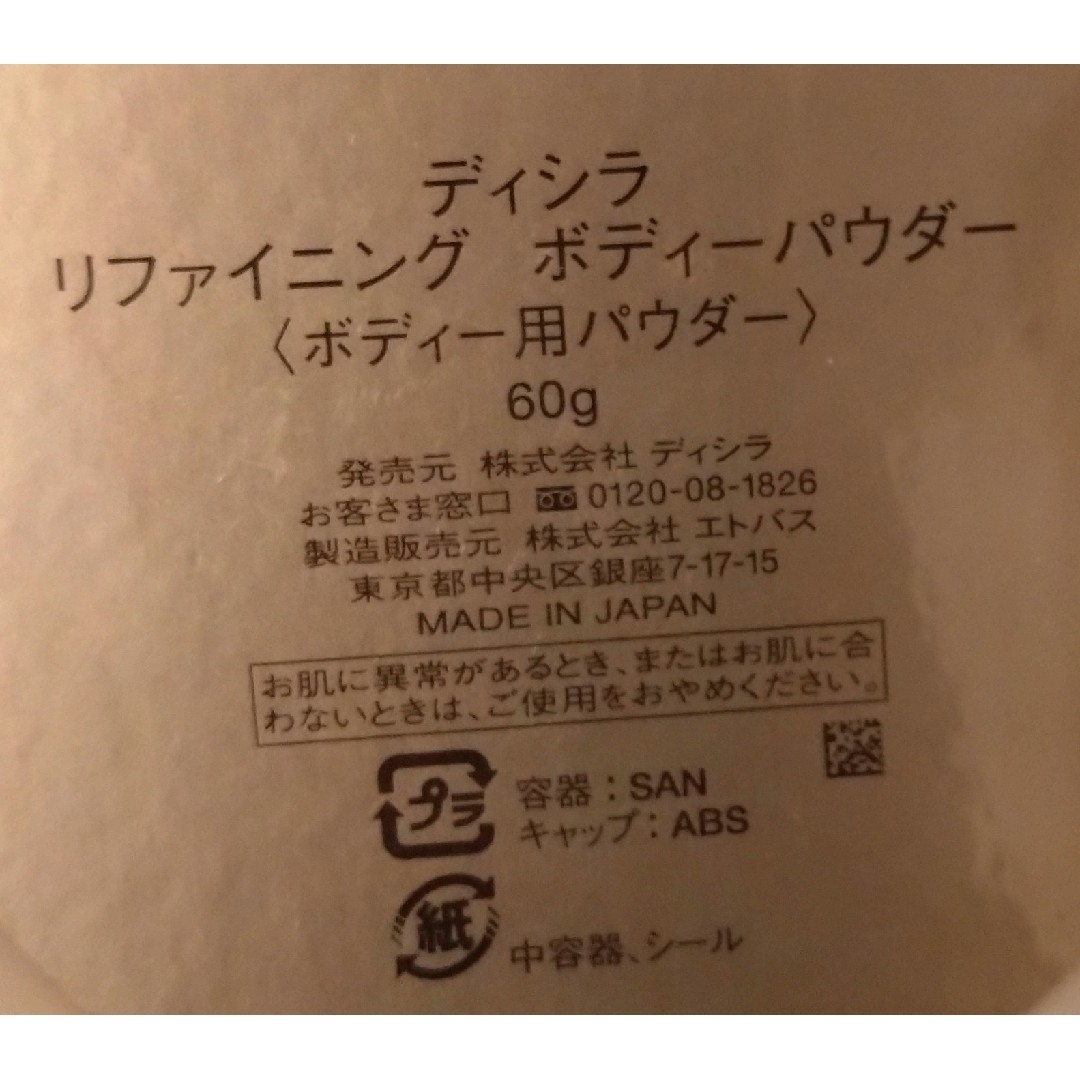 ディシラ
リファイニング　ボディーパウダー
〈ボディー用パウダー〉
60g
発売元 株式会社 ディシラ
お客さま窓口 0120-08-1826
製造販売元 株式会社 エトバス
東京都中央区銀座7-17-15
MADE IN JAPAN
お肌に異常があるとき、またはお肌に合
わないときは、ご使用をおやめください。
プラ 容器：SAN
キャップ：ABS
紙 中容器、シール